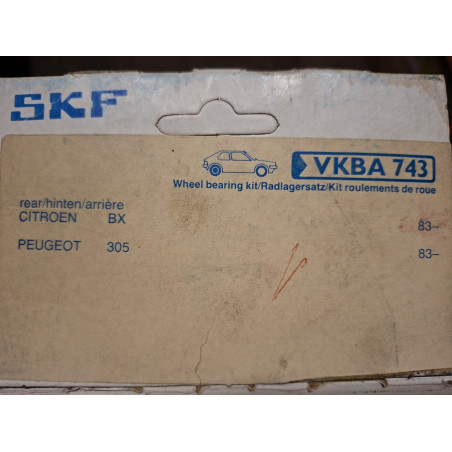 SKF
VKBA 743
Wheel bearing kit/Radlagersatz/Kit roulements de roue
rear/hinten/arrière
CITROEN BX 83–
PEUGEOT 305 83–